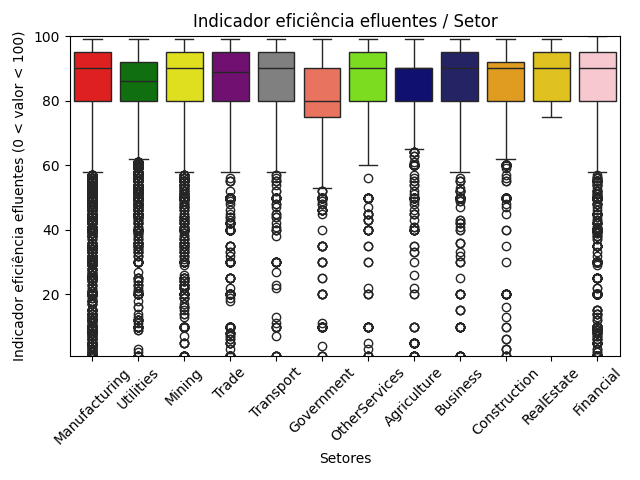 Indicador eficiência efluentes / Setor
Indicador eficiência efluentes (0 < valor < 100)
100
80
60
40
20
Manufacturing
Utilities
Mining
Trade
Transport
Government
OtherServices
Agriculture
Business
Construction
RealEstate
Financial
Setores